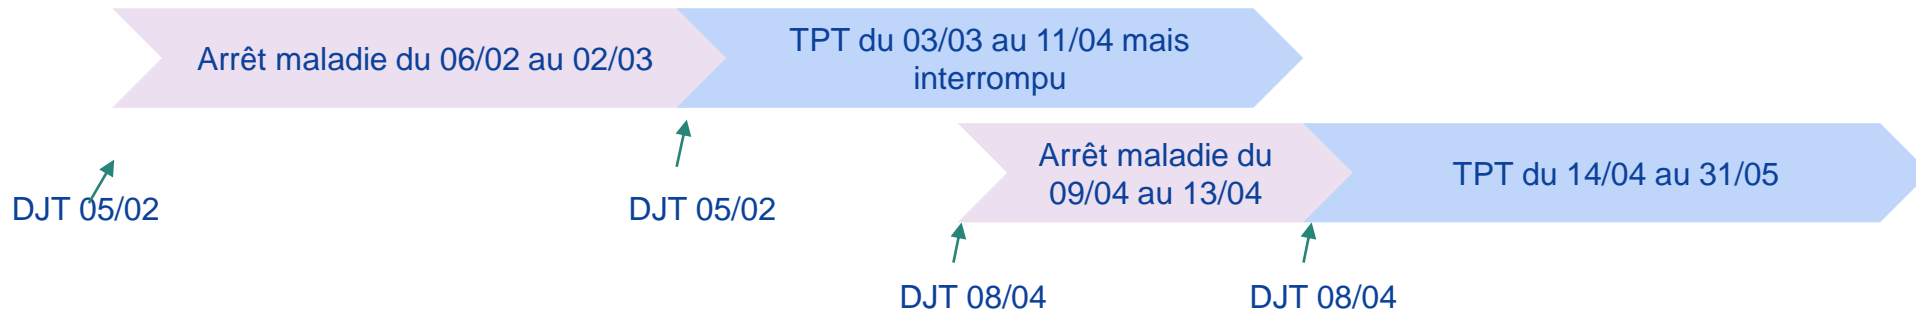 Arrêt maladie du 06/02 au 02/03
TPT du 03/03 au 11/04 mais
interrompu
DJT 05/02
DJT 05/02
Arrêt maladie du
09/04 au 13/04
TPT du 14/04 au 31/05
DJT 08/04
DJT 08/04